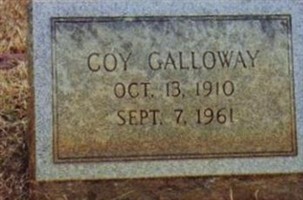 COY GALLOWAY
OCT. 13, 1910
SEPT. 7, 1961